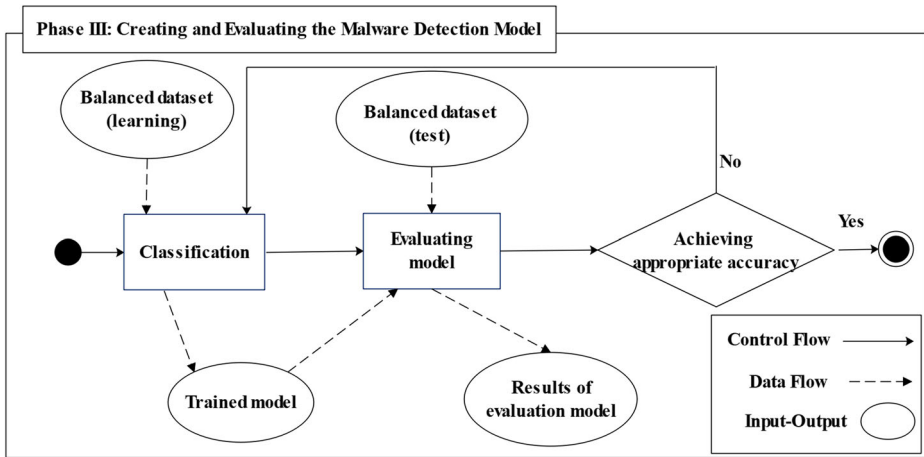 Phase III: Creating and Evaluating the Malware Detection Model
Balanced dataset
(learning)
Balanced dataset
(test)
No
Yes
Classification
Evaluating
model
Achieving
appropriate accuracy
Trained model
Results of
evaluation model
Control Flow
Data Flow
Input-Output